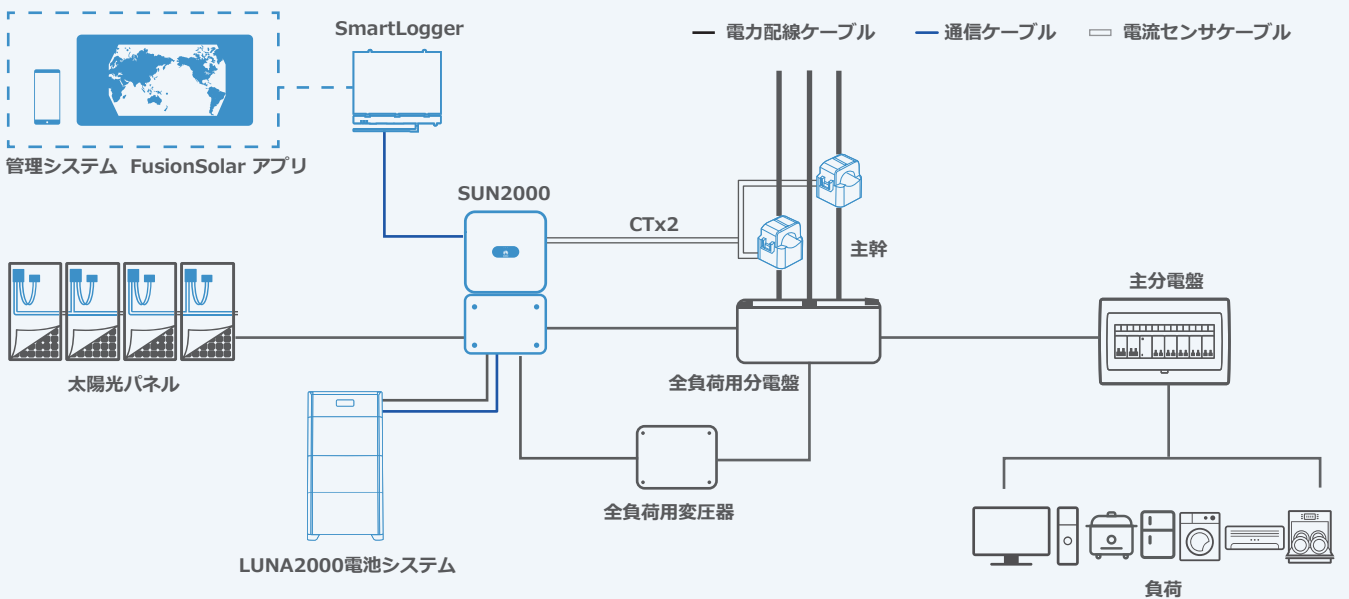 SmartLogger
電力配線ケーブル
通信ケーブル
電流センサケーブル
管理システム FusionSolar アプリ
SUN2000
CTx2
主幹
主分電盤
太陽光パネル
全負荷用分電盤
全負荷用変圧器
LUNA2000電池システム
負荷